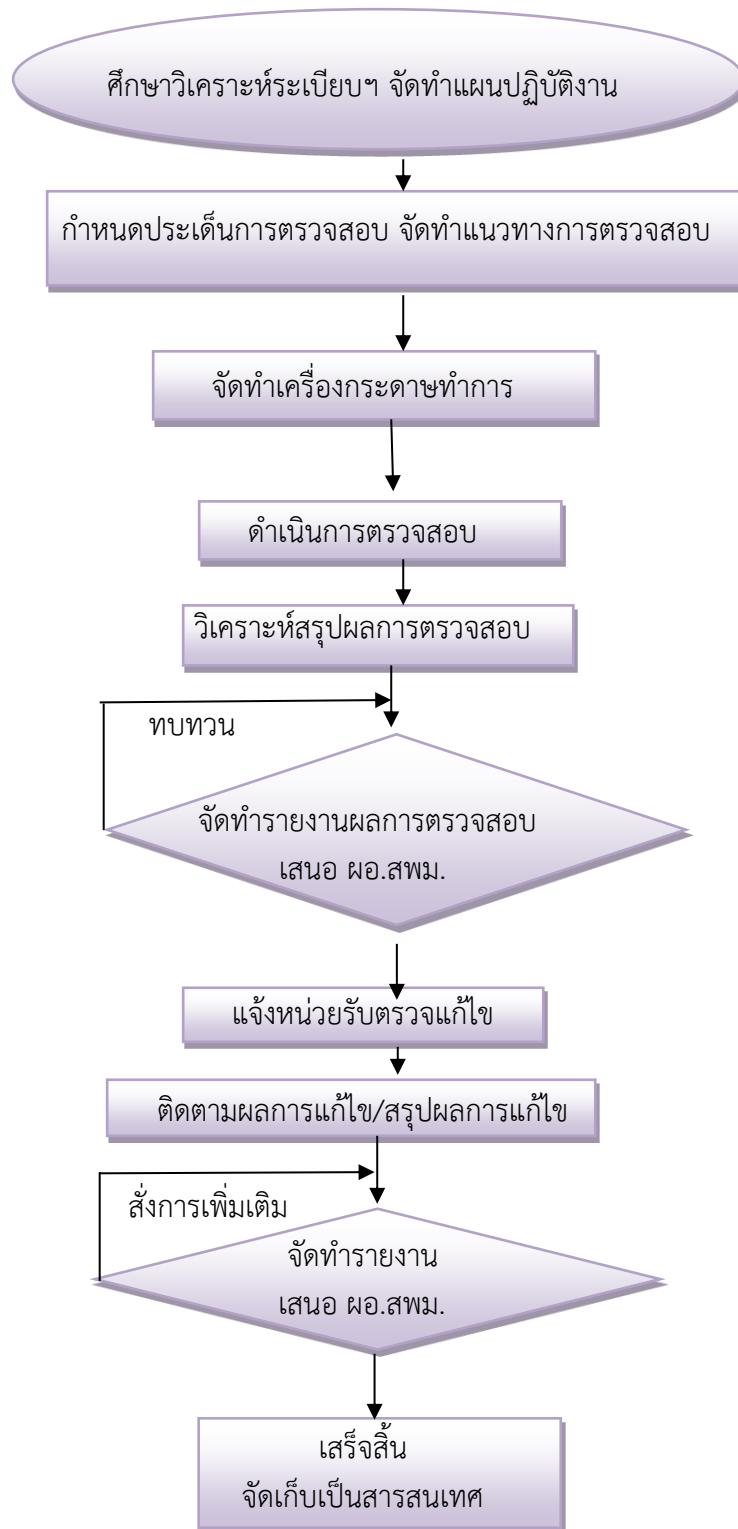 ศึกษาวิเคราะห์ระเบียบฯ จัดทำแผนปฏิบัติงาน
กำหนดประเด็นการตรวจสอบ จัดทำแนวทางการตรวจสอบ
จัดทำเครื่องกระดาษทำการ
ดำเนินการตรวจสอบ
วิเคราะห์สรุปผลการตรวจสอบ
ทบทวน
จัดทำรายงานผลการตรวจสอบ
เสนอ ผอ.สพม.
แจ้งหน่วยรับตรวจแก้ไข
ติดตามผลการแก้ไข/สรุปผลการแก้ไข
สั่งการเพิ่มเติม
จัดทำรายงาน
เสนอ ผอ.สพม.
เสร็จสิ้น
จัดเก็บเป็นสารสนเทศ